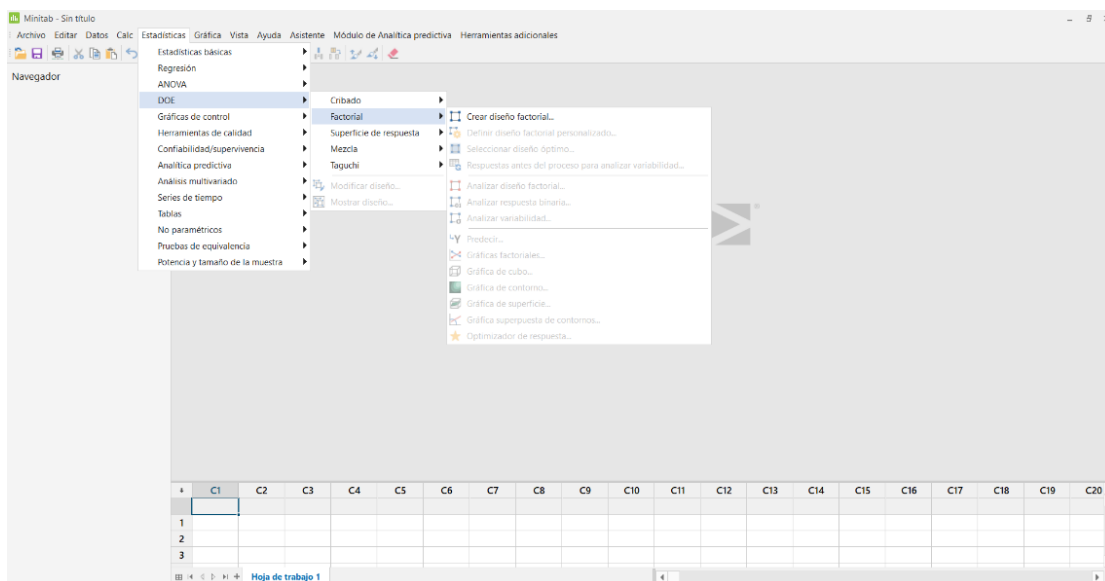 Minitab - Sin título
Archivo Editar Datos Calc Estadísticas Gráfica Vista Ayuda Asistente Módulo de Analítica predictiva Herramientas adicionales
Navegador
Estadísticas básicas
Regresión
ANOVA
DOE
Gráficas de control
Herramientas de calidad
Confiabilidad/supervivencia
Analítica predictiva
Análisis multivariado
Series de tiempo
Tablas
No paramétricos
Pruebas de equivalencia
Potencia y tamaño de la muestra
Cribado
Factorial
Superficie de respuesta
Mezcla
Taguchi
Modificar diseño...
Mostrar diseño...
Crear diseño factorial...
Definir diseño factorial personalizado...
Seleccionar diseño óptimo...
Respuestas antes del proceso para analizar variabilidad...
Analizar diseño factorial...
Analizar respuesta binaria...
Analizar variabilidad...
Predecir...
Gráficas factoriales...
Gráfica de cubo...
Gráfica de contorno...
Gráfica de superficie...
Gráfica superpuesta de contornos...
Optimizador de respuesta...
C1 C2 C3 C4 C5 C6 C7 C8 C9 C10 C11 C12 C13 C14 C15 C16 C17 C18 C19 C20
1
2
3
Hoja de trabajo 1